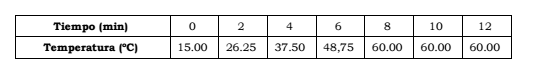 Tiempo (min) 0 2 4 6 8 10 12
Temperatura (ºC) 15.00 26.25 37.50 48,75 60.00 60.00 60.00